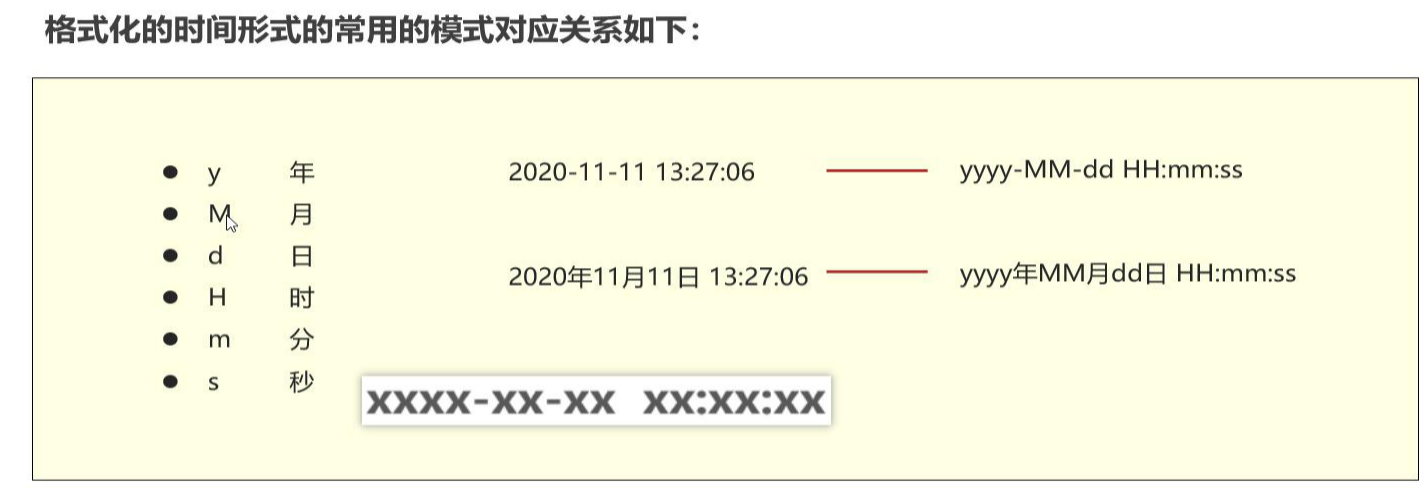 格式化的时间形式的常用的模式对应关系如下：
y 年 2020-11-11 13:27:06 yyyy-MM-dd HH:mm:ss
M 月
d 日 2020年11月11日 13:27:06 yyyy年MM月dd日 HH:mm:ss
H 时
m 分
s 秒
xxxx-xx-xx xx:xx:xx